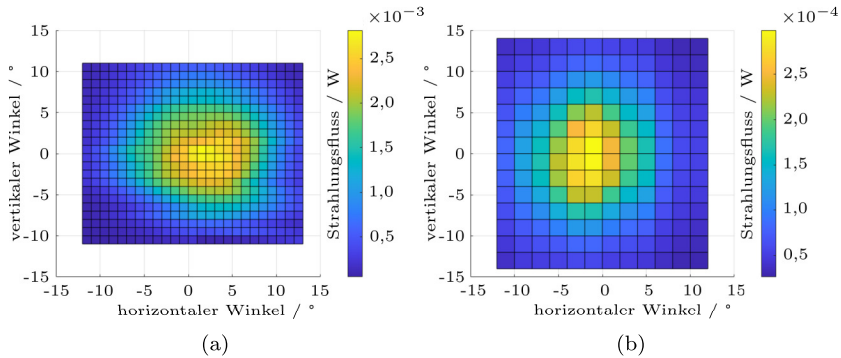 ×10⁻³
15
10
5
0
-5
-10
-15
vertikaler Winkel / °
-15 -10 -5 0 5 10 15
horizontaler Winkel / °
2,5
2,0
1,5
1,0
0,5
Strahlungsfluss / W
(a)
×10⁻⁴
15
10
5
0
-5
-10
-15
vertikaler Winkel / °
-15 -10 -5 0 5 10 15
horizontaler Winkel / °
2,5
2,0
1,5
1,0
0,5
Strahlungsfluss / W
(b)